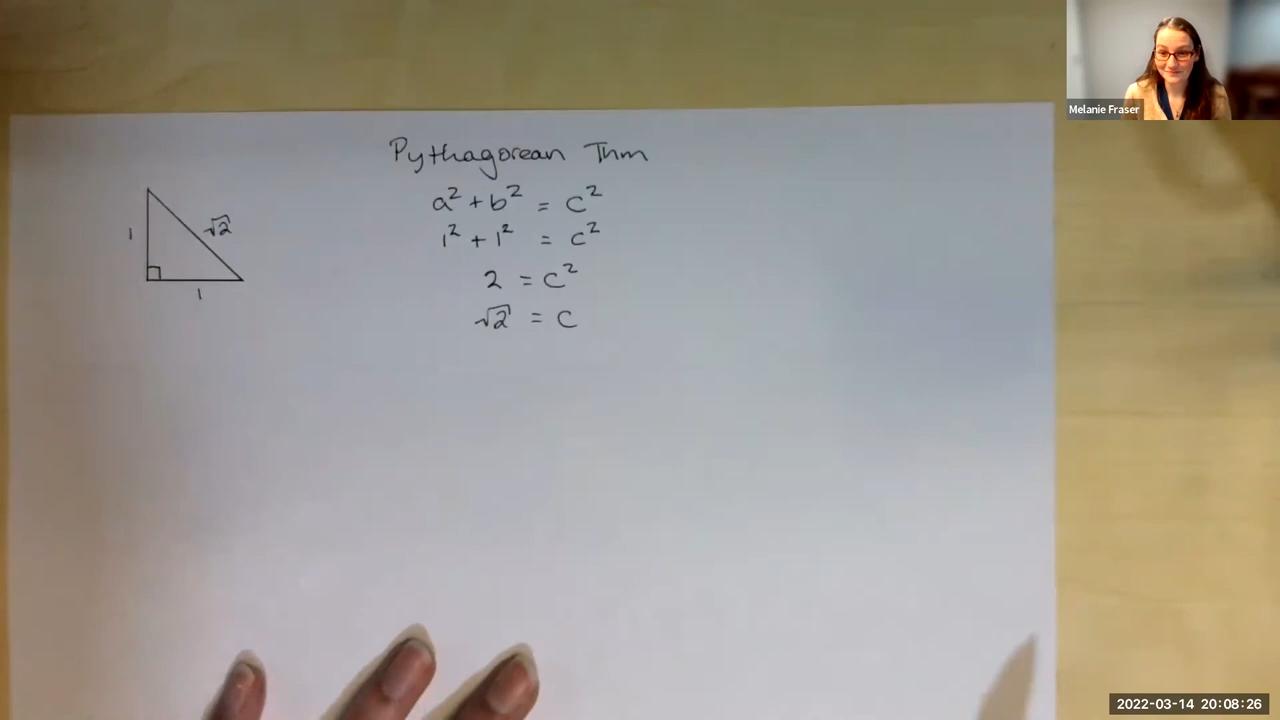 Melanie Fraser
Pythagorean Thm
a² + b² = c²
1² + 1² = c²
2 = c²
√2 = c
1
√2
1
2022-03-14 20:08:26